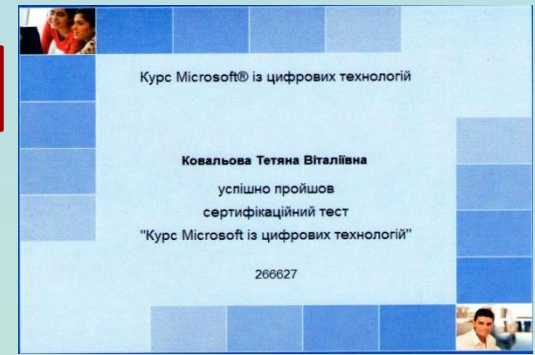 Курс Microsoft® із цифрових технологій
Ковальова Тетяна Віталіївна
успішно пройшов
сертифікаційний тест
"Курс Microsoft із цифрових технологій"
266627